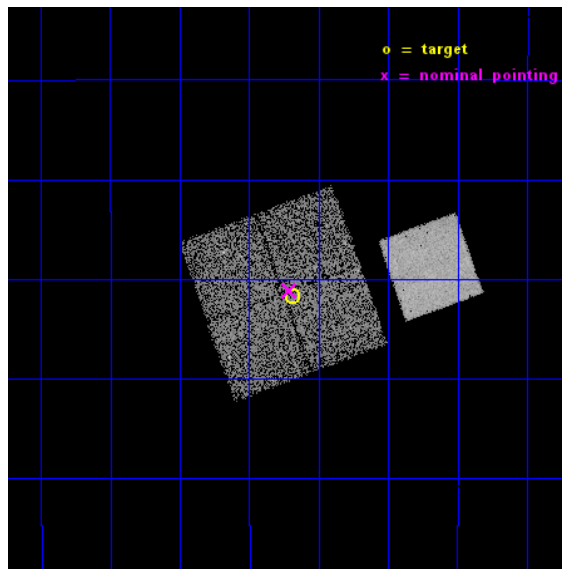 o = target
x = nominal pointing